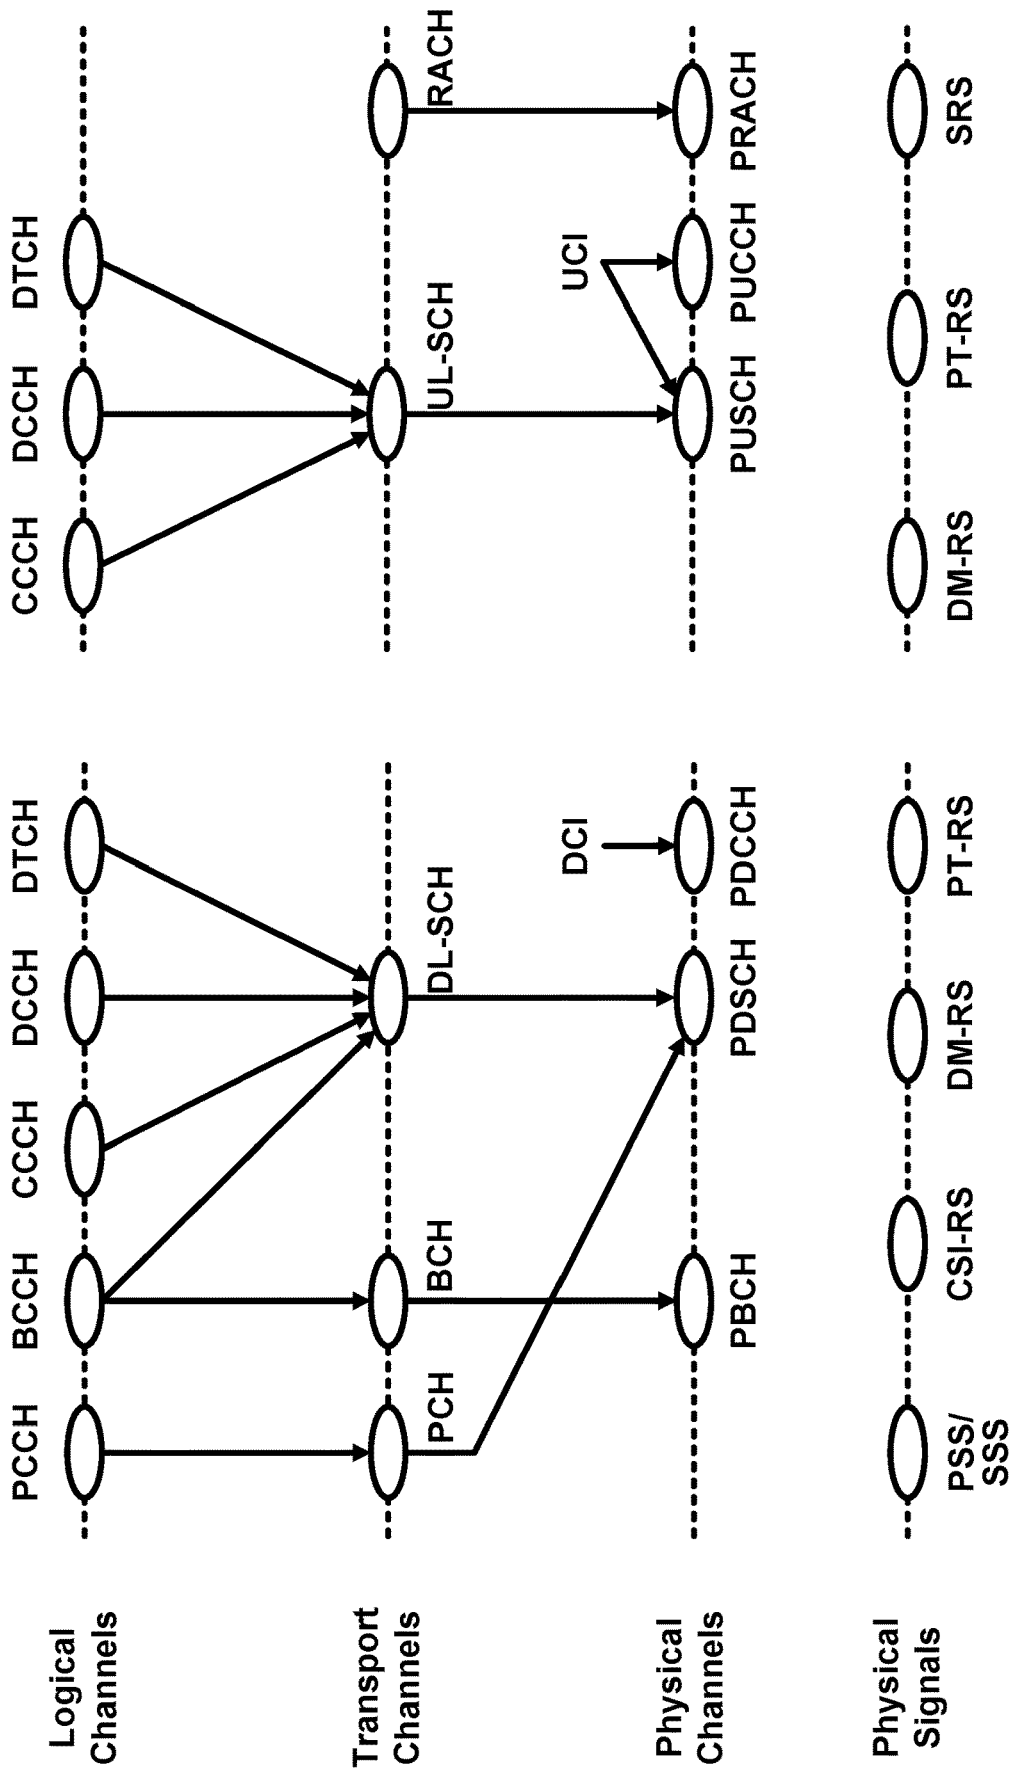 Logical
Channels
PCCH
BCCH
CCCH
DCCH
DTCH
CCCH
DCCH
DTCH
Transport
Channels
PCH
BCH
DL-SCH
UL-SCH
RACH
DCI
UCI
Physical
Channels
PBCH
PDSCH
PDCCH
PUSCH
PUCCH
PRACH
Physical
Signals
PSS/
SSS
CSI-RS
DM-RS
PT-RS
DM-RS
PT-RS
SRS